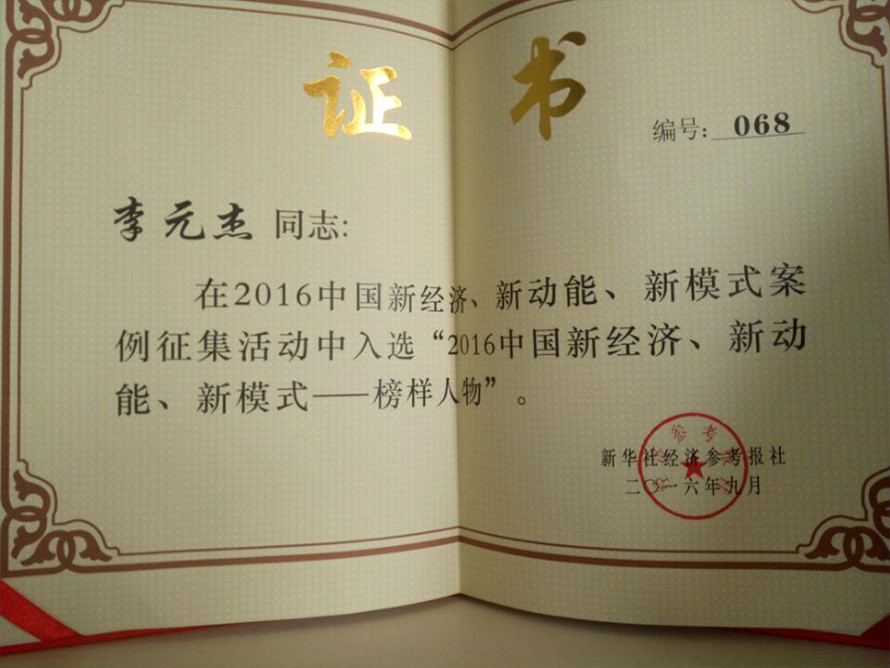 证 书
编号: 068
李元杰 同志:
在2016中国新经济、新动能、新模式案
例征集活动中入选“2016中国新经济、新动
能、新模式——榜样人物”。
新华社经济参考报社
二〇一六年九月
参考